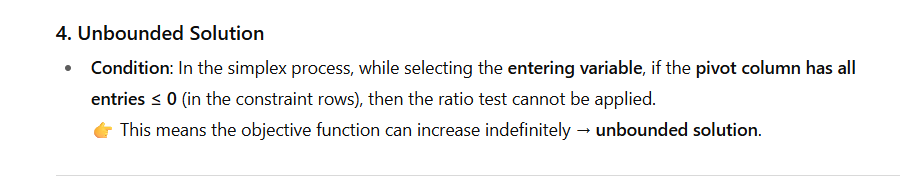 4. Unbounded Solution
• Condition: In the simplex process, while selecting the entering variable, if the pivot column has all
entries ≤ 0 (in the constraint rows), then the ratio test cannot be applied.
👉 This means the objective function can increase indefinitely → unbounded solution.